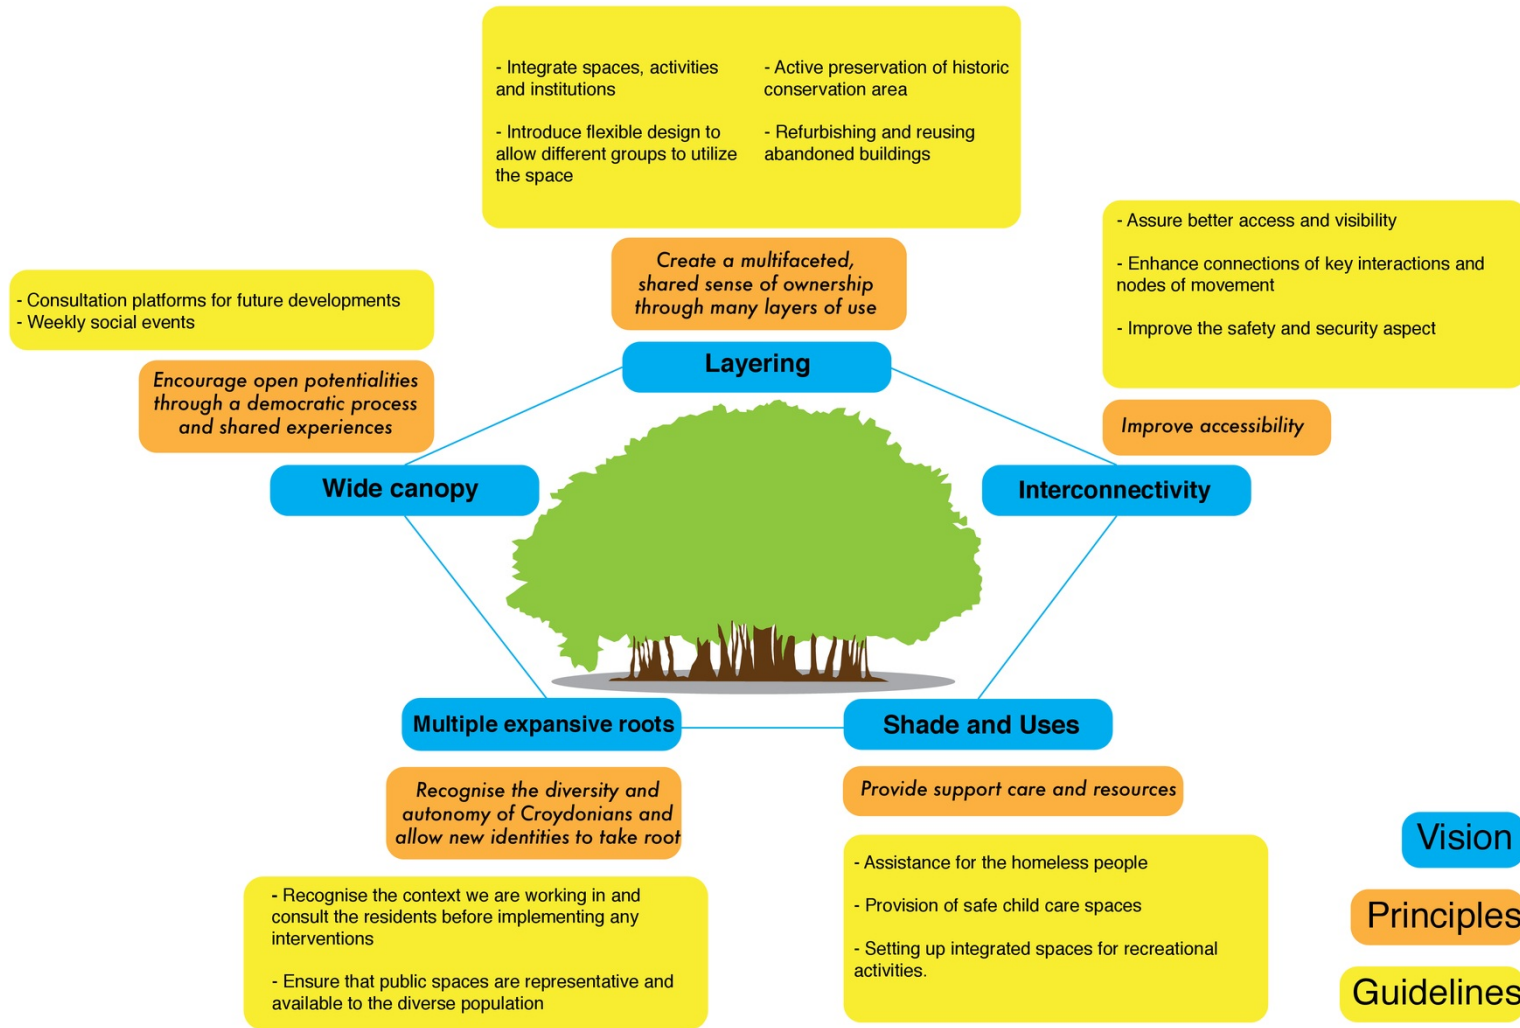 - Integrate spaces, activities
and institutions
- Introduce flexible design to
allow different groups to utilize
the space
- Active preservation of historic
conservation area
- Refurbishing and reusing
abandoned buildings
Create a multifaceted,
shared sense of ownership
through many layers of use
Layering
- Consultation platforms for future developments
- Weekly social events
Encourage open potentialities
through a democratic process
and shared experiences
Wide canopy
- Assure better access and visibility
- Enhance connections of key interactions and
nodes of movement
- Improve the safety and security aspect
Improve accessibility
Interconnectivity
Multiple expansive roots
Recognise the diversity and
autonomy of Croydonians and
allow new identities to take root
- Recognise the context we are working in and
consult the residents before implementing any
interventions
- Ensure that public spaces are representative and
available to the diverse population
Shade and Uses
Provide support care and resources
- Assistance for the homeless people
- Provision of safe child care spaces
- Setting up integrated spaces for recreational
activities.
Vision
Principles
Guidelines